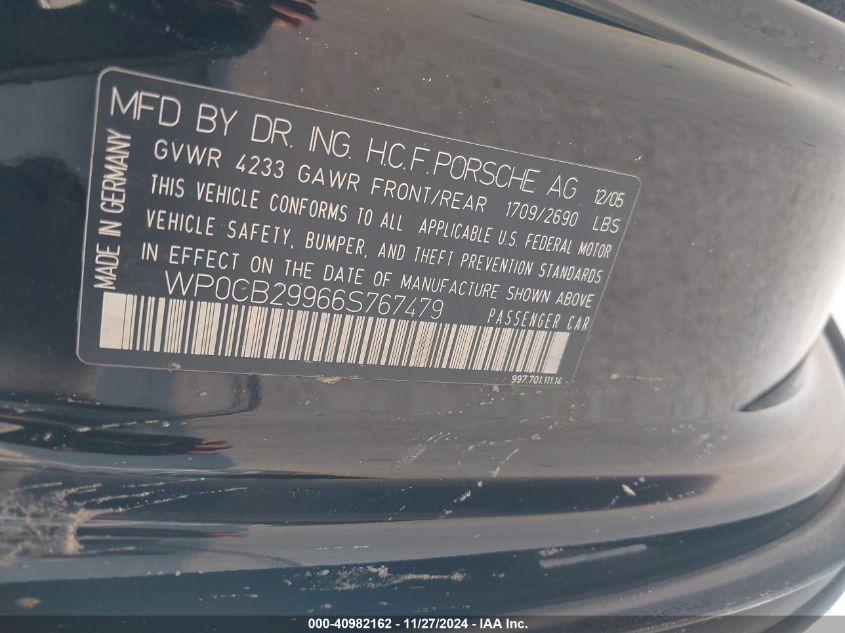 MFD BY DR. ING. H.C.F. PORSCHE AG 12/05
GVWR 4233 GAWR FRONT/REAR 1709/2690 LBS
THIS VEHICLE CONFORMS TO ALL APPLICABLE U.S. FEDERAL MOTOR
VEHICLE SAFETY, BUMPER, AND THEFT PREVENTION STANDARDS
IN EFFECT ON THE DATE OF MANUFACTURE SHOWN ABOVE
WP0CB29966S767479 PASSENGER CAR
MADE IN GERMANY
997.701.111.14
000-40982162 - 11/27/2024 - IAA Inc.